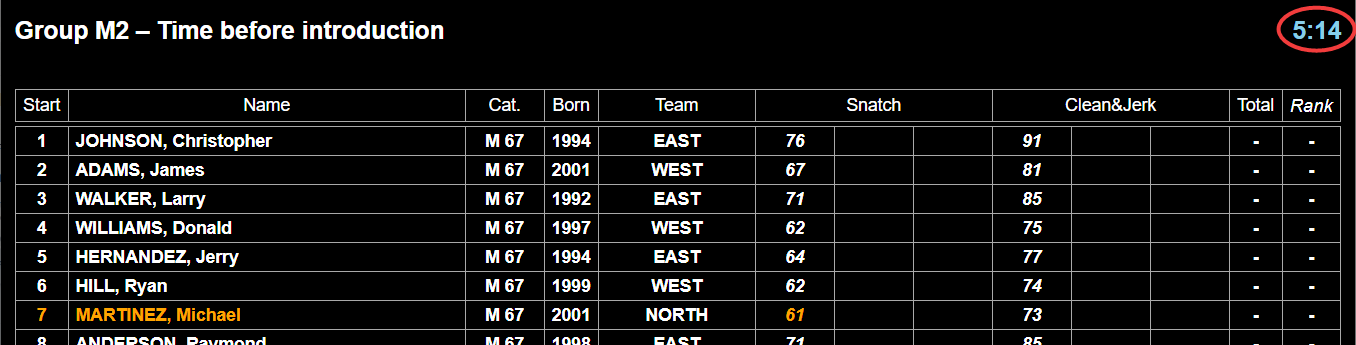 Group M2 – Time before introduction 5:14
Start Name Cat. Born Team Snatch Clean&Jerk Total Rank
1 JOHNSON, Christopher M 67 1994 EAST 76 91 - -
2 ADAMS, James M 67 2001 WEST 67 81 - -
3 WALKER, Larry M 67 1992 EAST 71 85 - -
4 WILLIAMS, Donald M 67 1997 WEST 62 75 - -
5 HERNANDEZ, Jerry M 67 1994 EAST 64 77 - -
6 HILL, Ryan M 67 1999 WEST 62 74 - -
7 MARTINEZ, Michael M 67 2001 NORTH 61 73 - -
8 ANDERSON, Raymond M 67 1998 EAST 71 85 - -